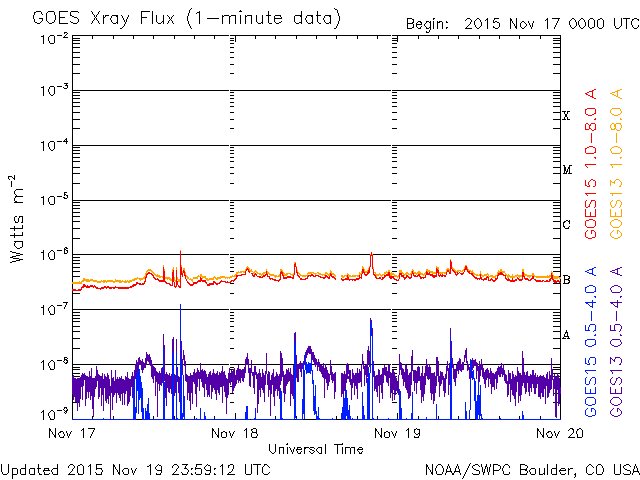 GOES Xray Flux (1-minute data)
Begin: 2015 Nov 17 0000 UTC
10-2
10-3
10-4
10-5
10-6
10-7
10-8
10-9
Watts m-2
X
M
C
B
A
GOES15 1.0-8.0 A
GOES13 1.0-8.0 A
GOES15 0.5-4.0 A
GOES13 0.5-4.0 A
Nov 17 Nov 18 Nov 19 Nov 20
Universal Time
Updated 2015 Nov 19 23:59:12 UTC
NOAA/SWPC Boulder, CO USA